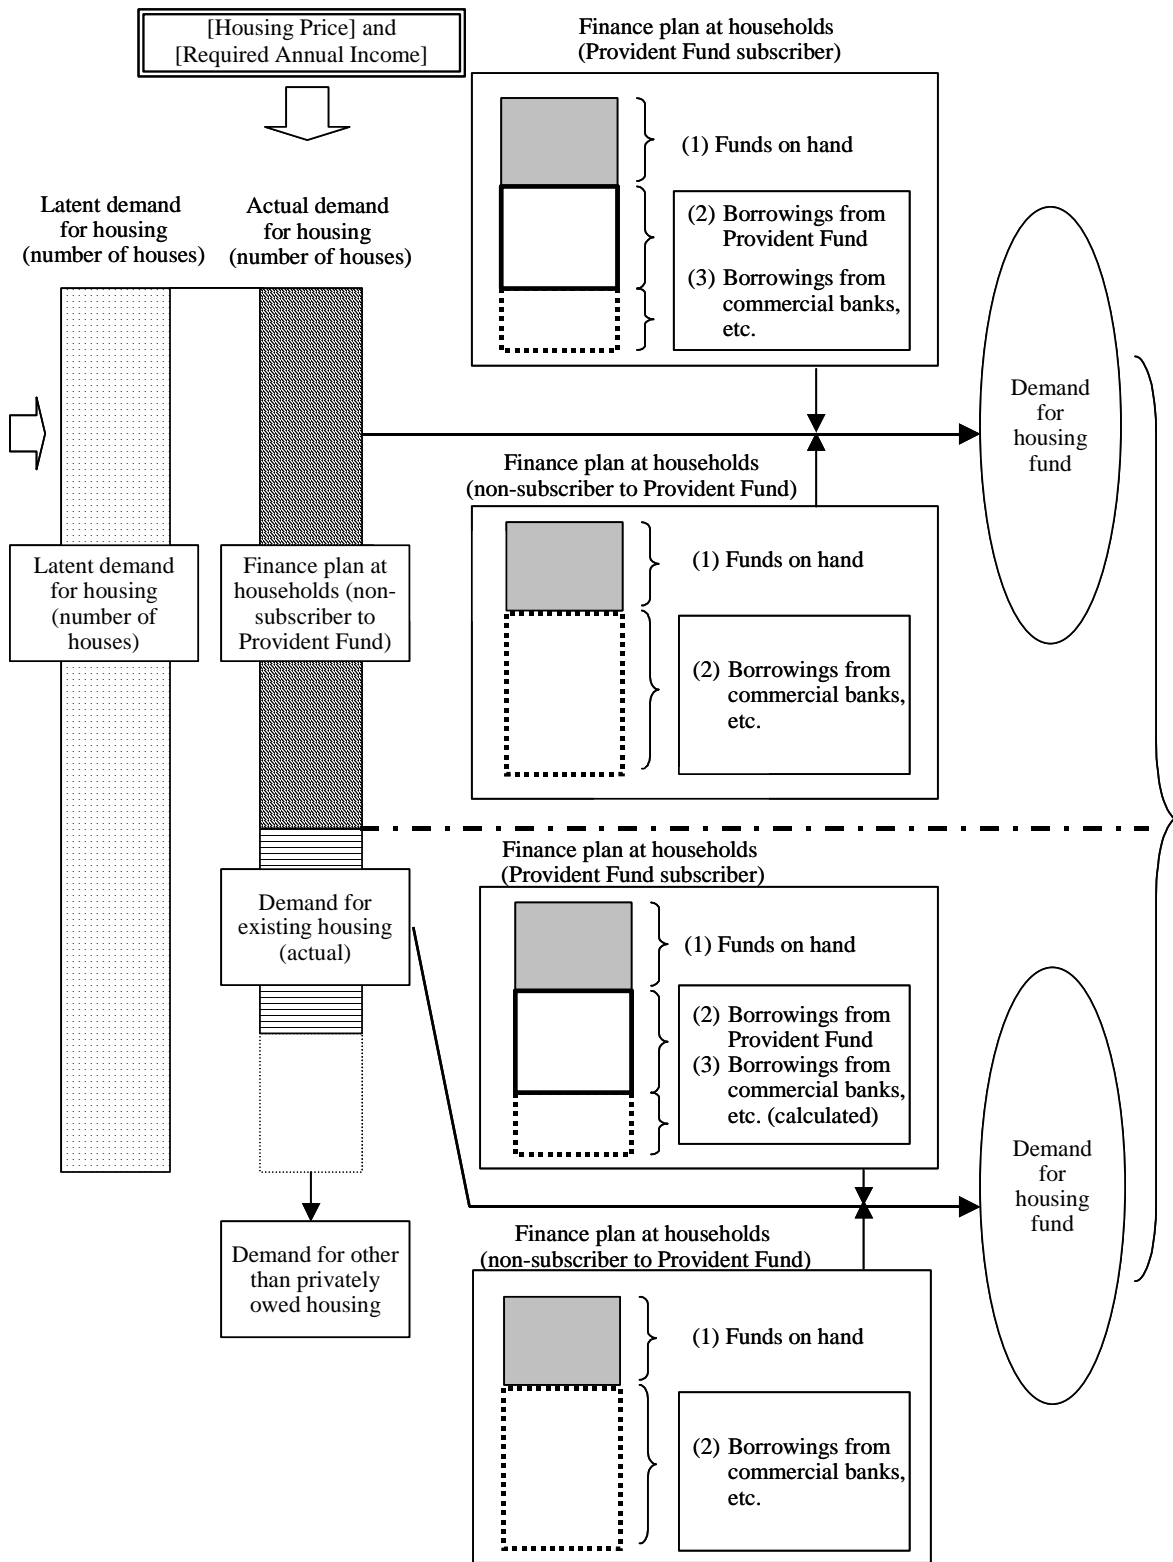 [Housing Price] and
[Required Annual Income]
Finance plan at households
(Provident Fund subscriber)
(1) Funds on hand
(2) Borrowings from
Provident Fund
(3) Borrowings from
commercial banks,
etc.
Latent demand
for housing
(number of houses)
Actual demand
for housing
(number of houses)
Demand
for
housing
fund
Finance plan at households
(non-subscriber to Provident Fund)
(1) Funds on hand
(2) Borrowings from
commercial banks,
etc.
Latent demand
for housing
(number of
houses)
Finance plan at
households (non-
subscriber to
Provident Fund)
Finance plan at households
(Provident Fund subscriber)
(1) Funds on hand
(2) Borrowings from
Provident Fund
(3) Borrowings from
commercial banks,
etc. (calculated)
Demand for
existing housing
(actual)
Demand
for
housing
fund
Demand for other
than privately
owed housing
Finance plan at households
(non-subscriber to Provident Fund)
(1) Funds on hand
(2) Borrowings from
commercial banks,
etc.